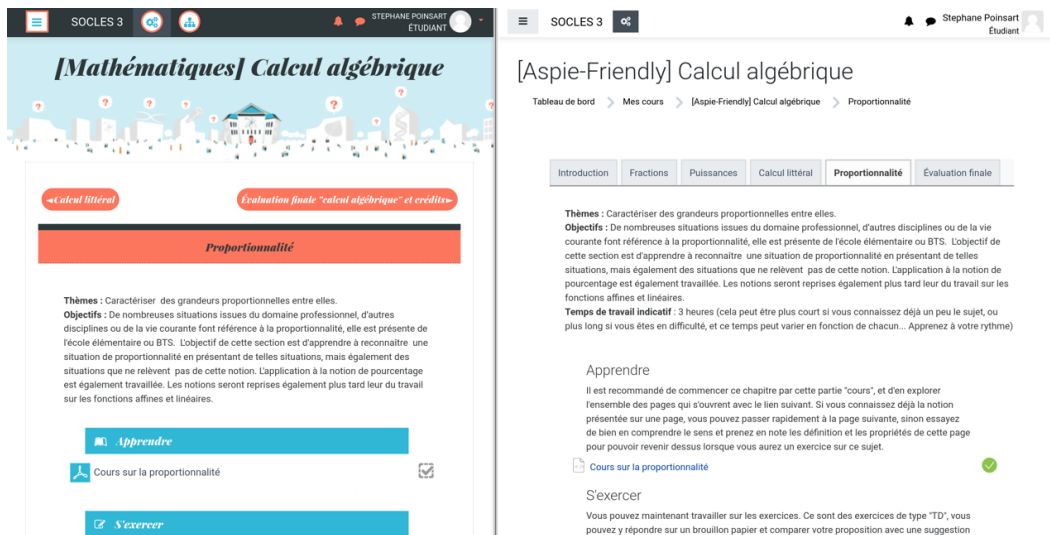 SOCLES 3
STEPHANE POINSART
ÉTUDIANT
[Mathématiques] Calcul algébrique
? ? ? ? ? ? ? ?
◄Calcul littéral
Évaluation finale "calcul algébrique" et crédits►
Proportionnalité
Thèmes : Caractériser  des grandeurs proportionnelles entre elles.
Objectifs : De nombreuses situations issues du domaine professionnel, d'autres
disciplines ou de la vie courante font référence à la proportionnalité, elle est présente de
l'école élémentaire ou BTS.  L'objectif de cette section est d'apprendre à reconnaître  une
situation de proportionnalité en présentant de telles situations, mais également des
situations que ne relèvent  pas de cette notion. L'application à la notion de pourcentage
est également travaillée. Les notions seront reprises également plus tard leur du travail
sur les fonctions affines et linéaires.
Apprendre
Cours sur la proportionnalité
S'exercer
SOCLES 3
Stephane Poinsart
Étudiant
[Aspie-Friendly] Calcul algébrique
Tableau de bord
Mes cours
[Aspie-Friendly] Calcul algébrique
Proportionnalité
Introduction
Fractions
Puissances
Calcul littéral
Proportionnalité
Évaluation finale
Thèmes : Caractériser des grandeurs proportionnelles entre elles.
Objectifs : De nombreuses situations issues du domaine professionnel, d'autres disciplines ou de la vie
courante font référence à la proportionnalité, elle est présente de l'école élémentaire ou BTS.  L'objectif de
cette section est d'apprendre à reconnaître  une situation de proportionnalité en présentant de telles
situations, mais également des situations que ne relèvent  pas de cette notion. L'application à la notion de
pourcentage est également travaillée. Les notions seront reprises également plus tard leur du travail sur les
fonctions affines et linéaires.
Temps de travail indicatif : 3 heures (cela peut être plus court si vous connaissez déjà un peu le sujet, ou
plus long si vous êtes en difficulté, et ce temps peut varier en fonction de chacun... Apprenez à votre rythme)
Apprendre
Il est recommandé de commencer ce chapitre par cette partie "cours", et d'en explorer
l'ensemble des pages qui s'ouvrent avec le lien suivant. Si vous connaissez déjà la notion
présentée sur une page, vous pouvez passer rapidement à la page suivante, sinon essayez
de bien en comprendre le sens et prenez en note les définition et les propriétés de cette page
pour pouvoir revenir dessus lorsque vous aurez un exercice sur ce sujet.
Cours sur la proportionnalité
S'exercer
Vous pouvez maintenant travailler sur les exercices. Ce sont des exercices de type "TD", vous
pouvez y répondre sur un brouillon papier et comparer votre proposition avec une suggestion